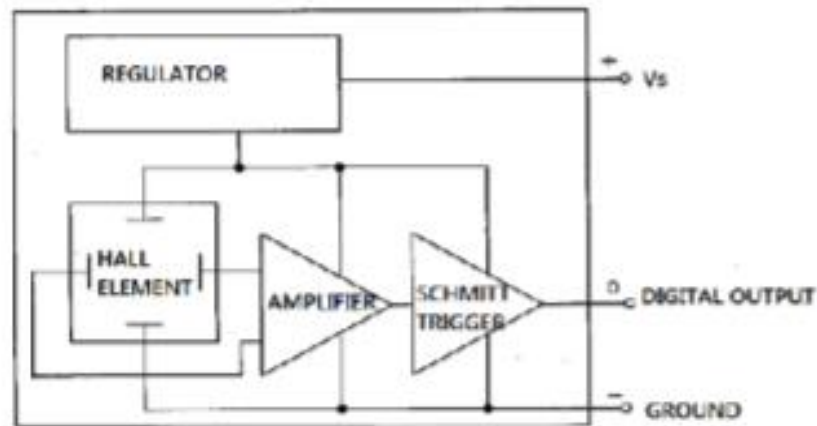 REGULATOR
+
Vs
HALL
ELEMENT
AMPLIFIER
SCHMITT
TRIGGER
DIGITAL OUTPUT
−
GROUND